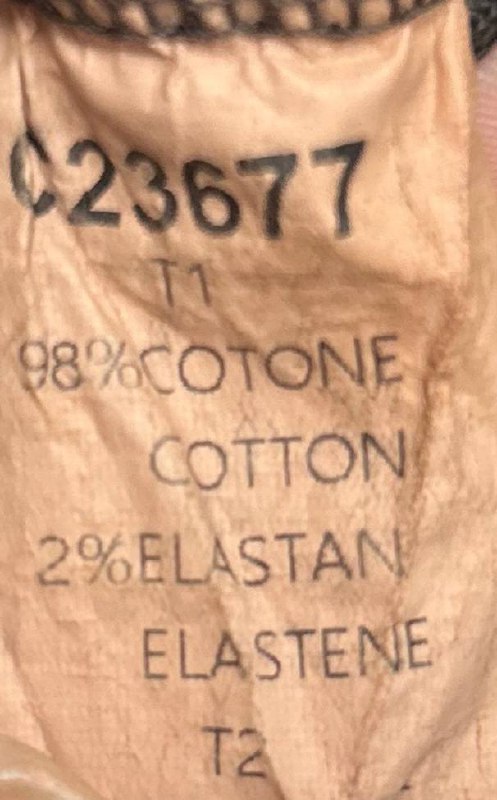 C23677
T1
98%COTONE
COTTON
2%ELASTAN
ELASTENE
T2